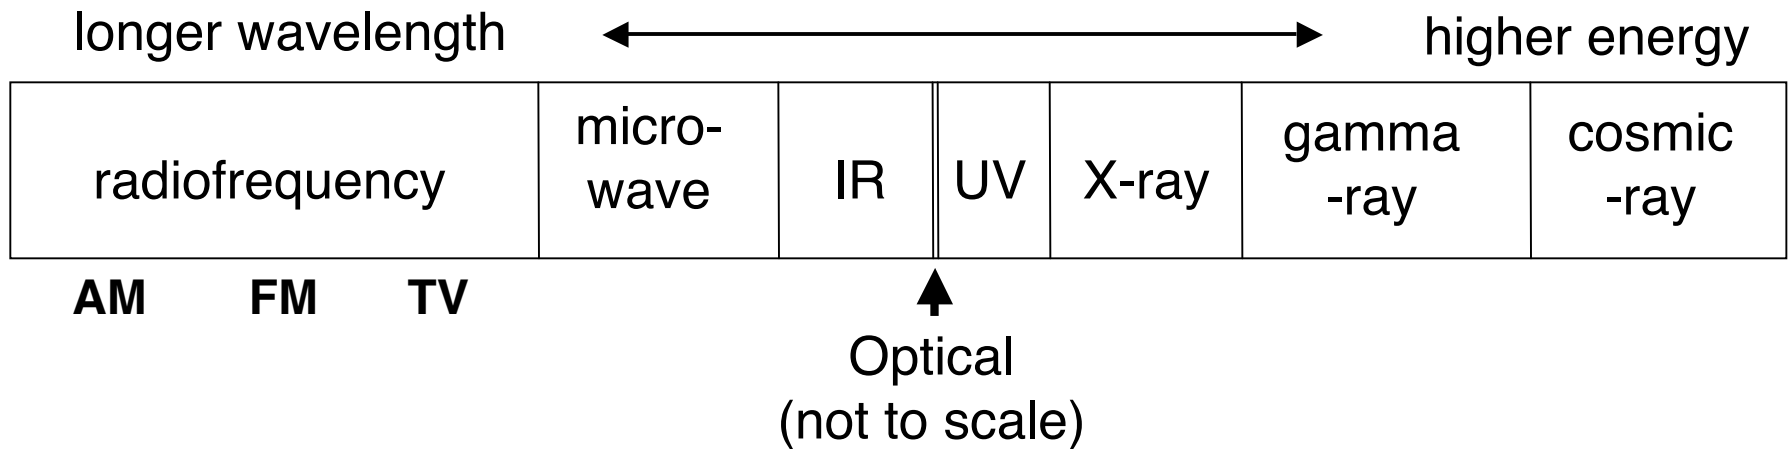 longer wavelength higher energy
radiofrequency
micro-
wave
IR
UV
X-ray
gamma
-ray
cosmic
-ray
AM FM TV
Optical
(not to scale)